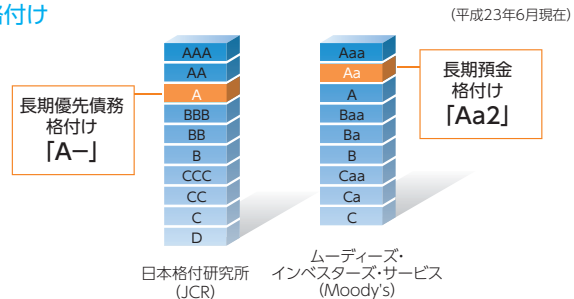 格付け
(平成23年6月現在)
AAA
AA
A
BBB
BB
B
CCC
CC
C
D
長期優先債務
格付け
「A−」
日本格付研究所
(JCR)
Aaa
Aa
A
Baa
Ba
B
Caa
Ca
C
長期預金
格付け
「Aa2」
ムーディーズ・
インベスターズ・サービス
(Moody's)